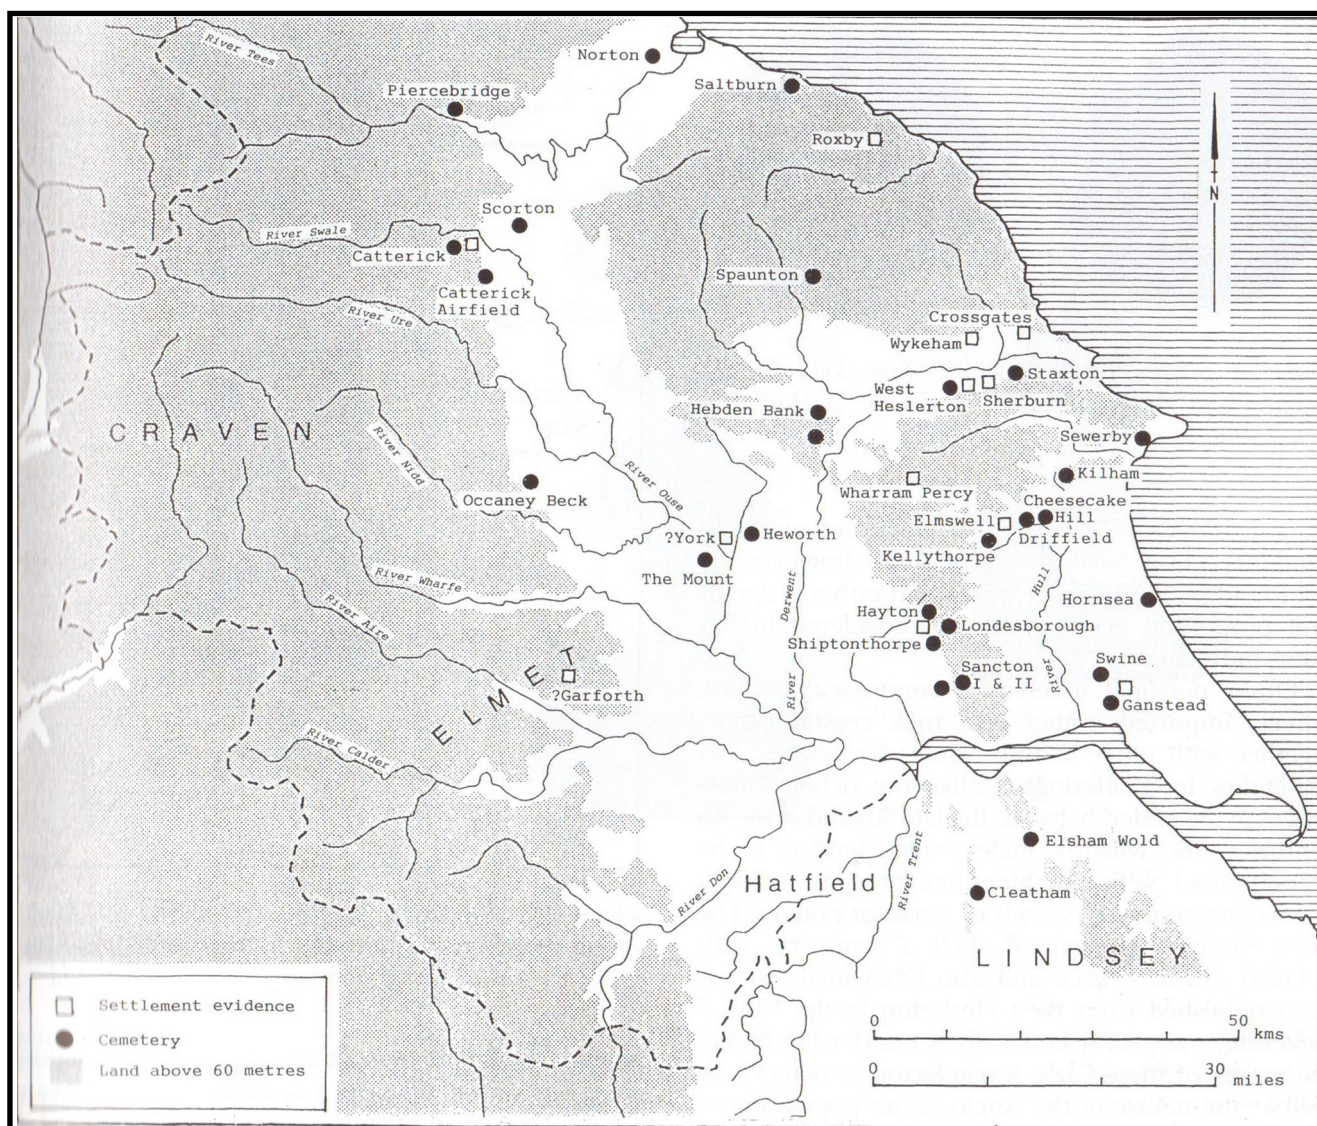 River Tees
Norton
Piercebridge
Saltburn
Roxby
N
Scorton
River Swale
Catterick
Catterick
Airfield
Spaunton
River Ure
Crossgates
Wykeham
Staxton
West
Heslerton
Sherburn
Hebden Bank
CRAVEN
Sewerby
River Nidd
River Ouse
Kilham
Occaney Beck
Wharram Percy
Cheesecake
Hill
Elmswell
Driffield
?York
Heworth
Kellythorpe
The Mount
River Wharfe
River Derwent
River Hull
Hornsea
Hayton
Londesborough
River Aire
Shiptonthorpe
Sancton
I & II
Swine
Ganstead
ELMET
?Garforth
River Calder
Elsham Wold
River Don
Hatfield
River Trent
Cleatham
LINDSEY
Settlement evidence
Cemetery
Land above 60 metres
0 50
kms
0 30
miles